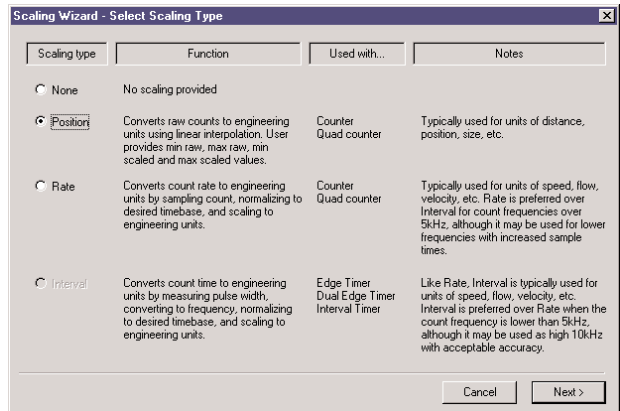 Scaling Wizard - Select Scaling Type
Scaling type Function Used with... Notes
None No scaling provided
Position Converts raw counts to engineering Counter Typically used for units of distance,
units using linear interpolation. User Quad counter position, size, etc.
provides min raw, max raw, min
scaled and max scaled values.
Rate Converts count rate to engineering Counter Typically used for units of speed, flow,
units by sampling count, normalizing to Quad counter velocity, etc. Rate is preferred over
desired timebase, and scaling to Interval for count frequencies over
engineering units. 5kHz, although it may be used for lower
frequencies with increased sample
times.
Interval Converts count time to engineering Edge Timer Like Rate, Interval is typically used for
units by measuring pulse width, Dual Edge Timer units of speed, flow, velocity, etc.
converting to frequency, normalizing Interval Timer Interval is preferred over Rate when the
to desired timebase, and scaling to count frequency is lower than 5kHz,
engineering units. although it may be used as high 10kHz
with acceptable accuracy.
Cancel Next >